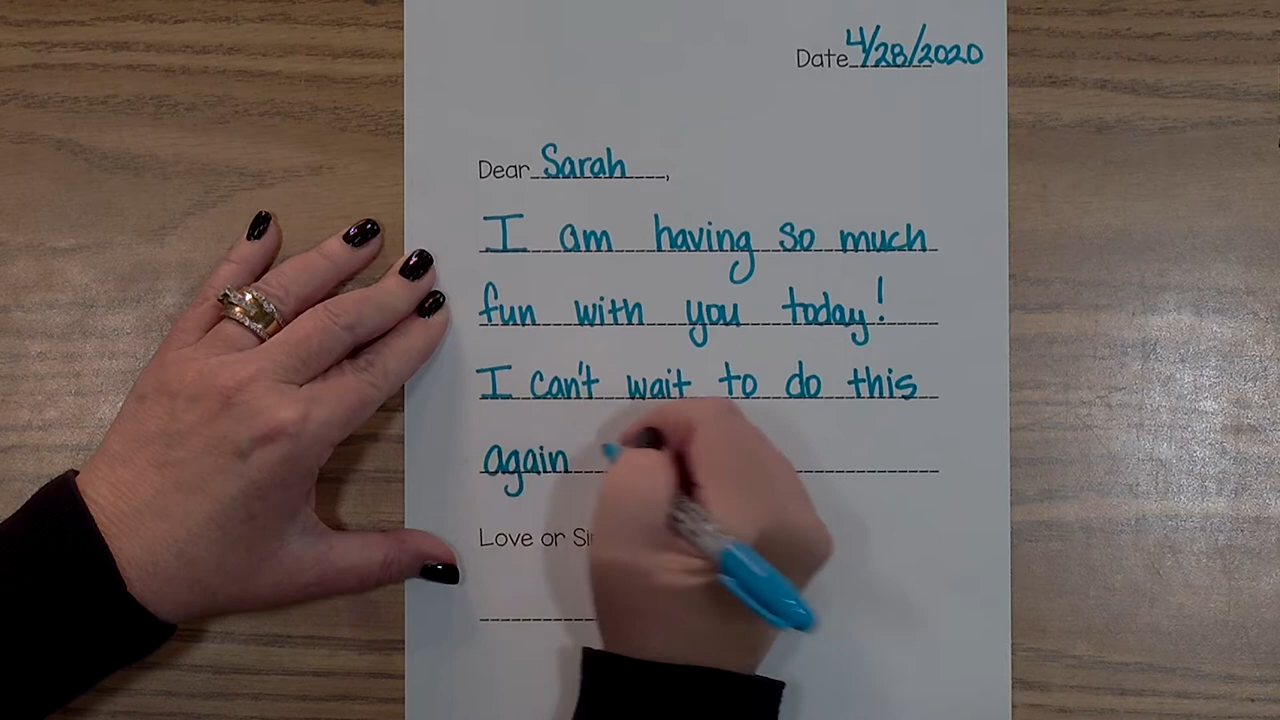 Date 4/28/2020
Dear Sarah,
I am having so much
fun with you today!
I can't wait to do this
again
Love or